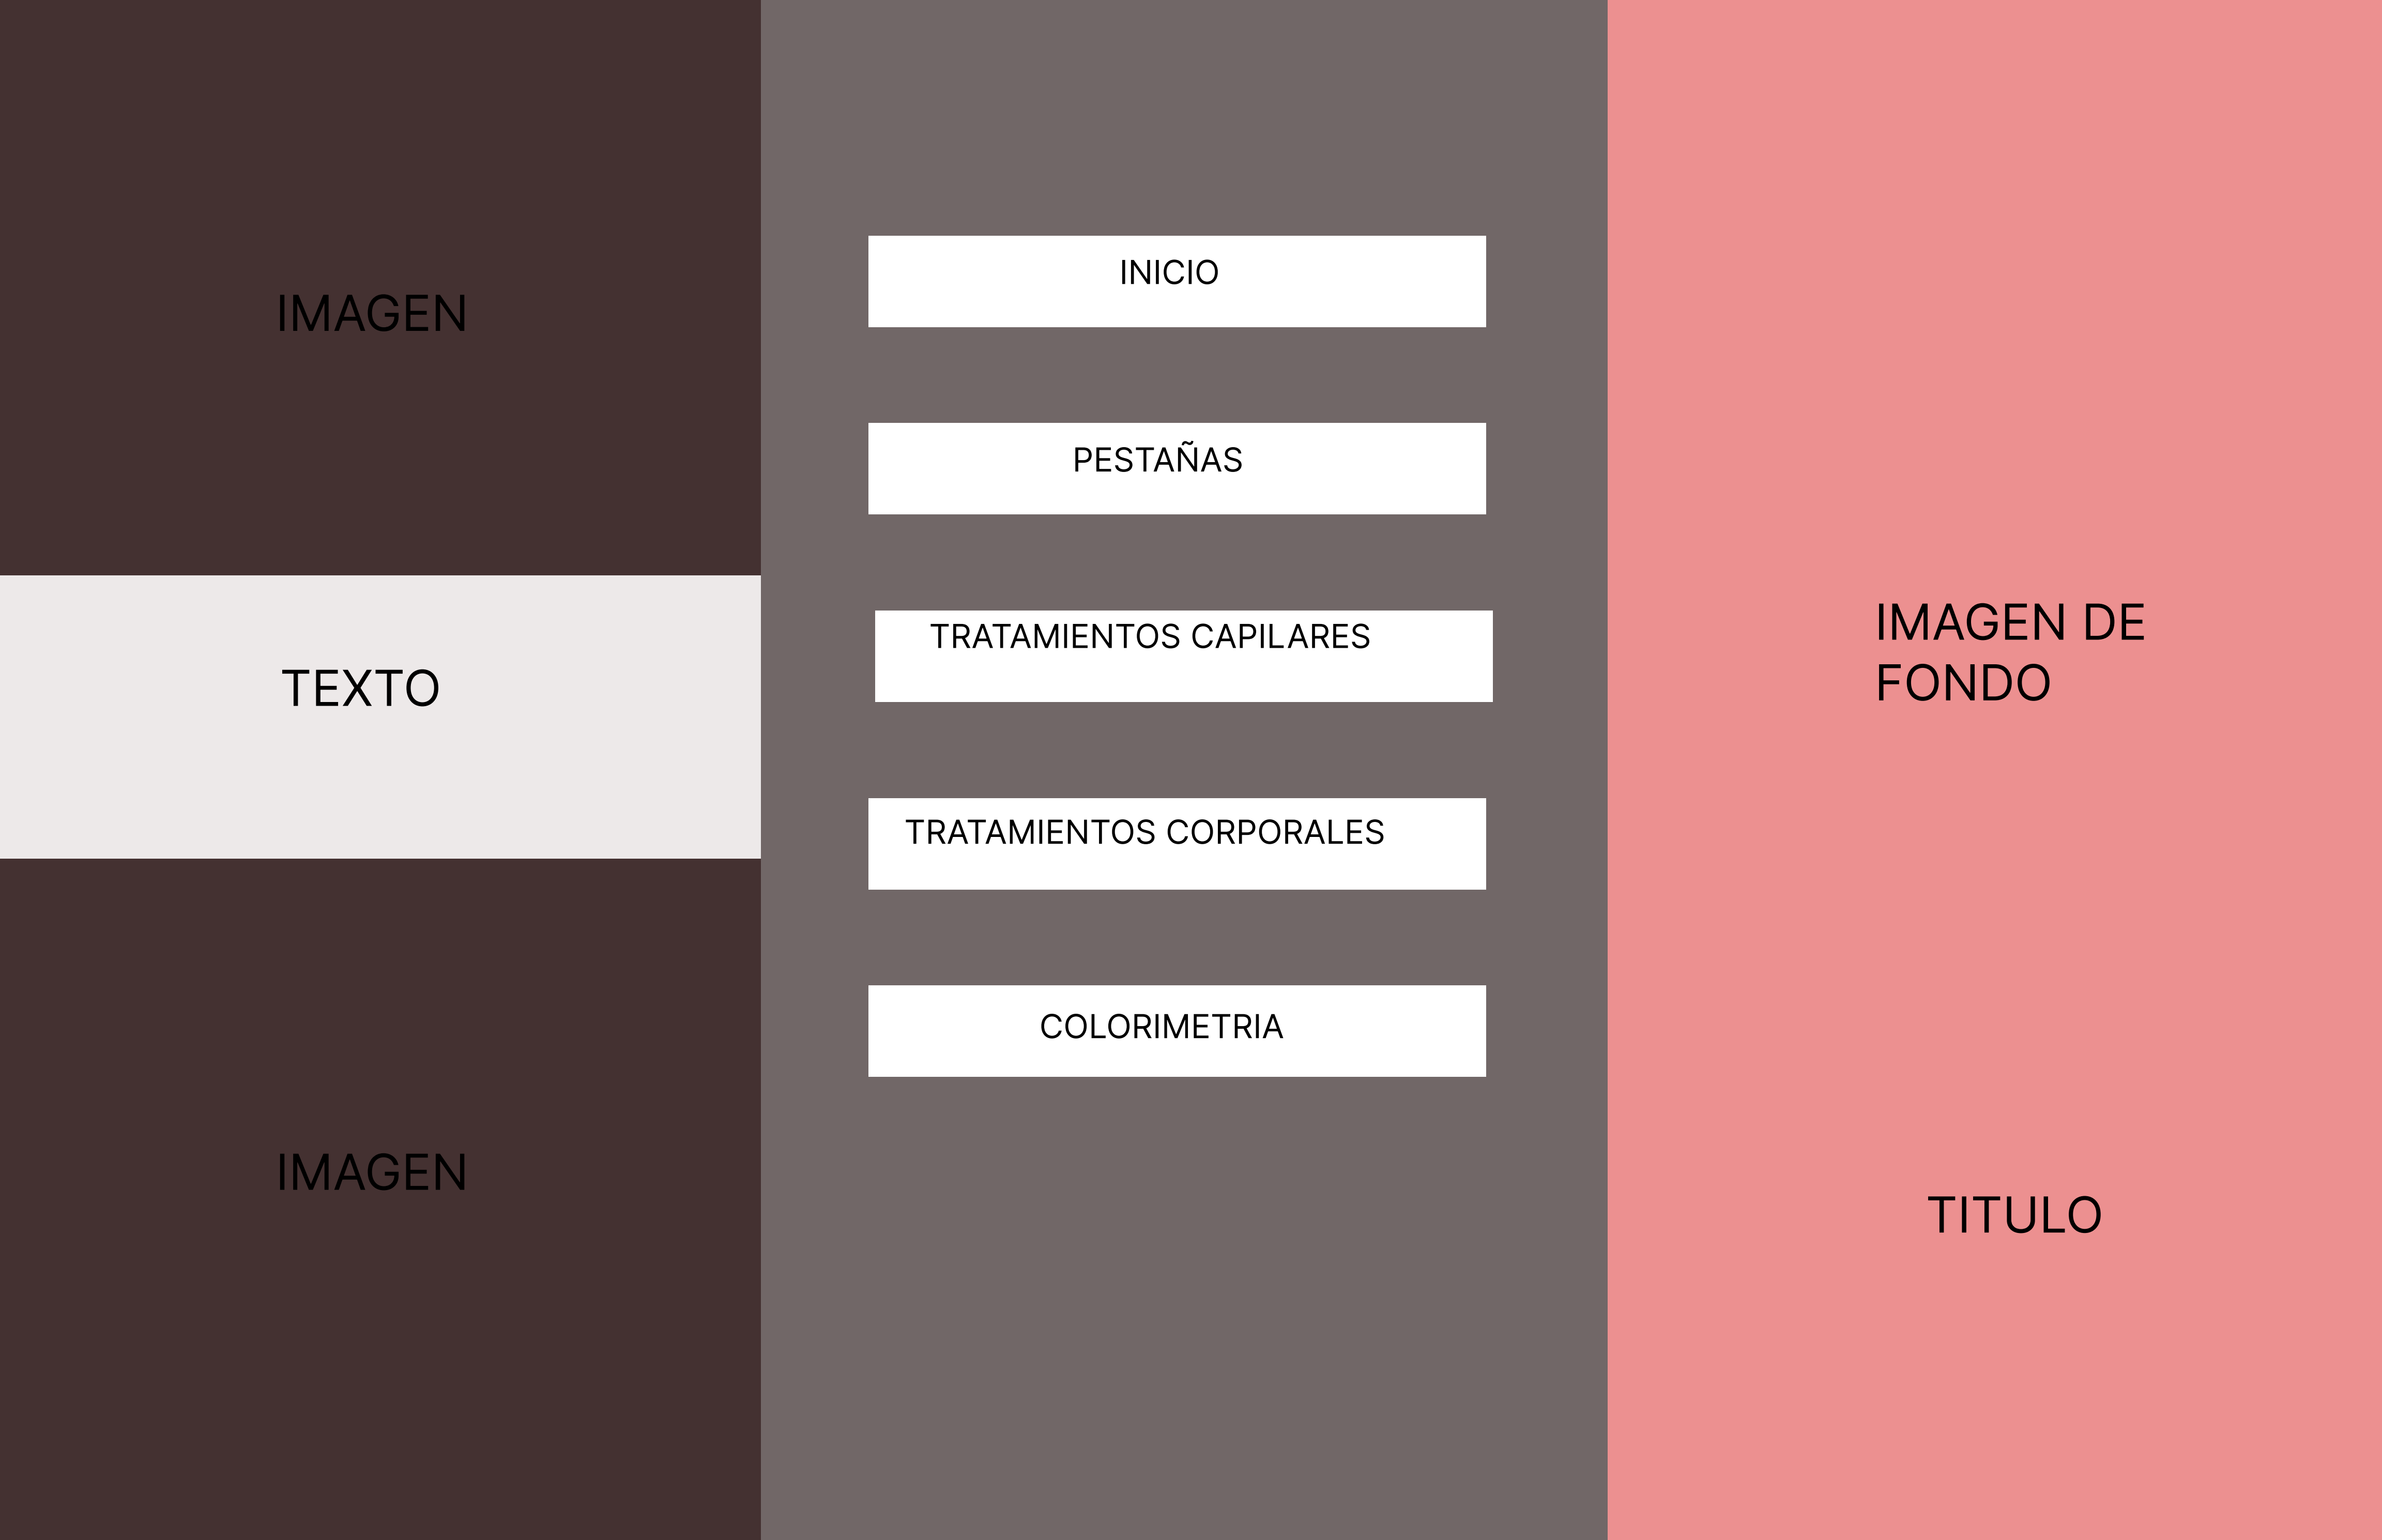 IMAGEN
TEXTO
IMAGEN
INICIO
PESTAÑAS
TRATAMIENTOS CAPILARES
TRATAMIENTOS CORPORALES
COLORIMETRIA
IMAGEN DE
FONDO
TITULO